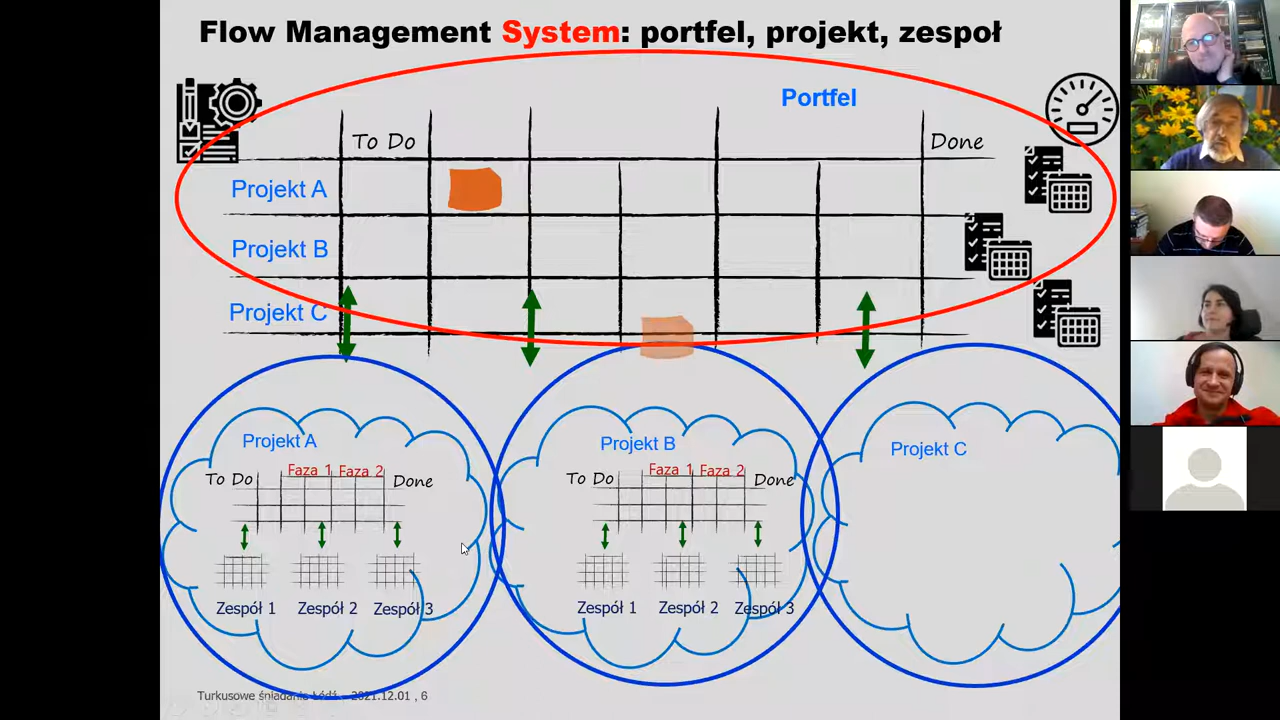 Flow Management System: portfel, projekt, zespół
Portfel
To Do
Done
Projekt A
Projekt B
Projekt C
Projekt A
To Do
Faza 1
Faza 2
Done
Zespół 1
Zespół 2
Zespół 3
Projekt B
To Do
Faza 1
Faza 2
Done
Zespół 1
Zespół 2
Zespół 3
Projekt C
Turkusowe śniadanie Łódź – 2021.12.01 , 6